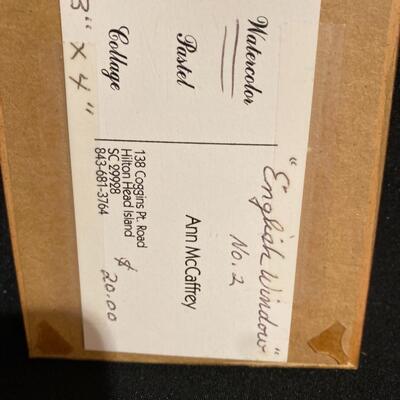 "English Window"
No. 2
Watercolor
Pastel
Collage
Ann McCaffrey
138 Coggins Pt. Road
Hilton Head Island
SC 29928
843-681-3764
$ 20.00
3" x 4"